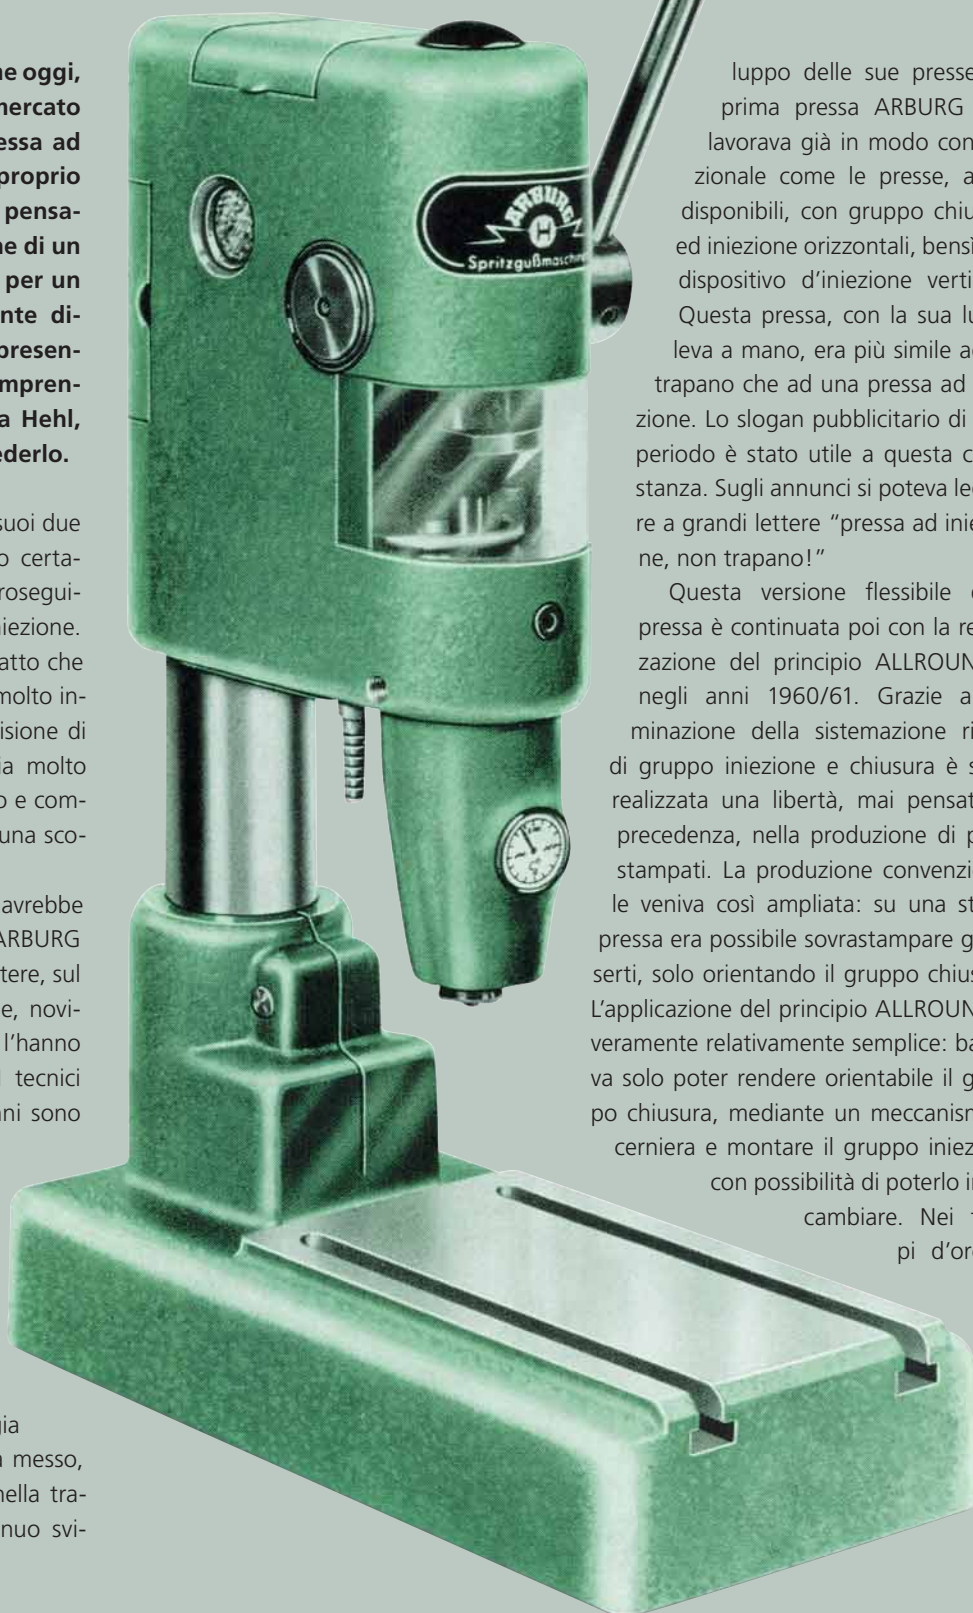 ne oggi,
mercato
essa ad
proprio
pensa-
ne di un
per un
nte di-
presen-
mpren-
a Hehl,
ederlo.
suoi due
o certa-
rosegui-
niezione.
atto che
molto in-
isione di
ia molto
o e com-
una sco-
avrebbe
ARBURG
tere, sul
e, novi-
l'hanno
tecnici
ni sono
gia
a messo,
nella tra-
nuo svi-
ARBURG
H
Spritzgußmaschine
luppo delle sue presse
prima pressa ARBURG
lavorava già in modo con
zionale come le presse, a
disponibili, con gruppo chiu
ed iniezione orizzontali, bensì
dispositivo d'iniezione verti
Questa pressa, con la sua lu
leva a mano, era più simile ad
trapano che ad una pressa ad
zione. Lo slogan pubblicitario di
periodo è stato utile a questa c
stanza. Sugli annunci si poteva leg
re a grandi lettere “pressa ad inie
ne, non trapano!”
Questa versione flessibile d
pressa è continuata poi con la re
zazione del principio ALLROUN
negli anni 1960/61. Grazie a
minazione della sistemazione ri
di gruppo iniezione e chiusura è s
realizzata una libertà, mai pensat
precedenza, nella produzione di p
stampati. La produzione convenzi
le veniva così ampliata: su una st
pressa era possibile sovrastampare g
serti, solo orientando il gruppo chius
L'applicazione del principio ALLROUN
veramente relativamente semplice: ba
va solo poter rendere orientabile il g
po chiusura, mediante un meccanism
cerniera e montare il gruppo iniez
con possibilità di poterlo in
cambiare. Nei t
pi d'oro